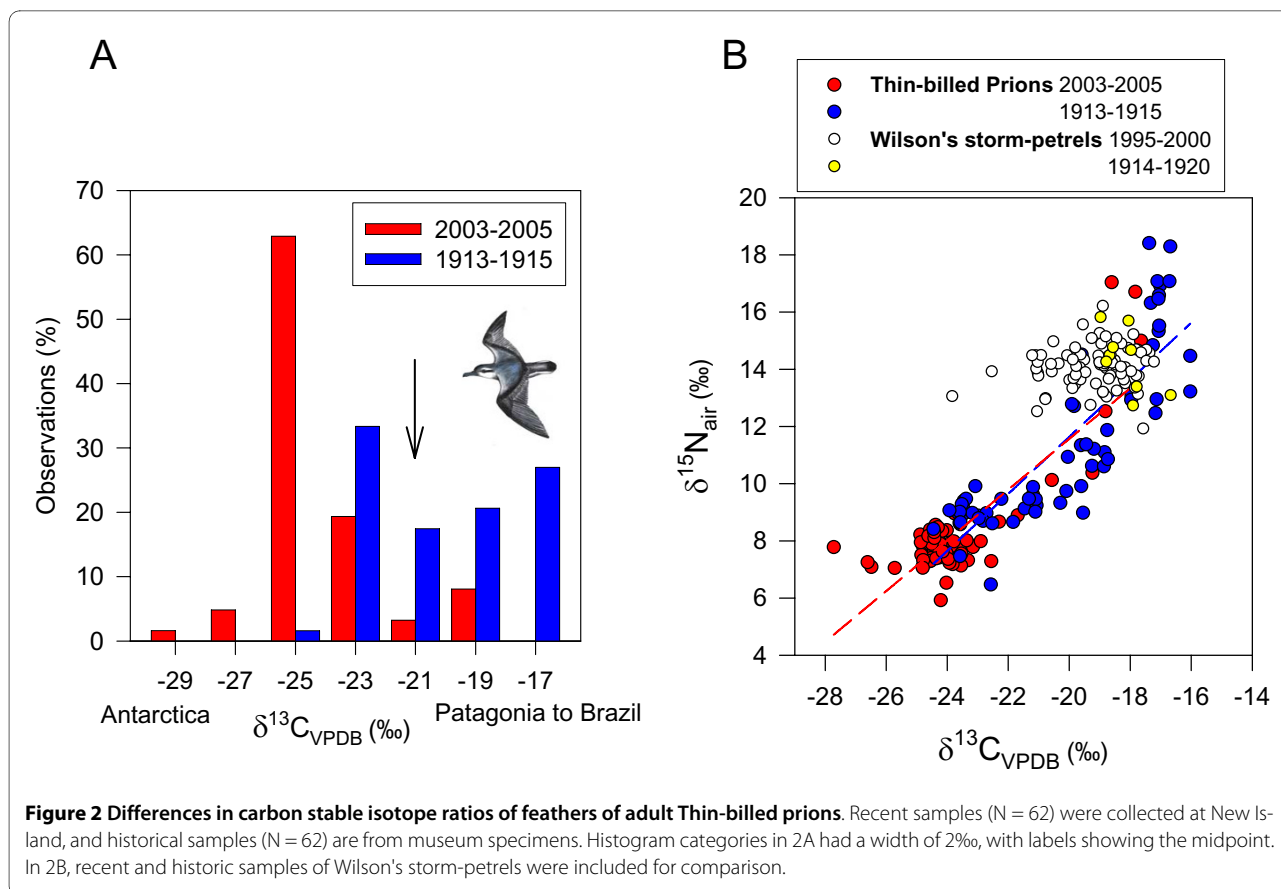 A
Observations (%)
70
60
50
40
30
20
10
0
2003-2005
1913-1915
-29 -27 -25 -23 -21 -19 -17
Antarctica Patagonia to Brazil
δ¹³C_VPDB (‰)
B
Thin-billed Prions 2003-2005
1913-1915
Wilson's storm-petrels 1995-2000
1914-1920
δ¹⁵N_air (‰)
20
18
16
14
12
10
8
6
4
-28 -26 -24 -22 -20 -18 -16 -14
δ¹³C_VPDB (‰)
Figure 2 Differences in carbon stable isotope ratios of feathers of adult Thin-billed prions. Recent samples (N = 62) were collected at New Is-
land, and historical samples (N = 62) are from museum specimens. Histogram categories in 2A had a width of 2‰, with labels showing the midpoint.
In 2B, recent and historic samples of Wilson's storm-petrels were included for comparison.